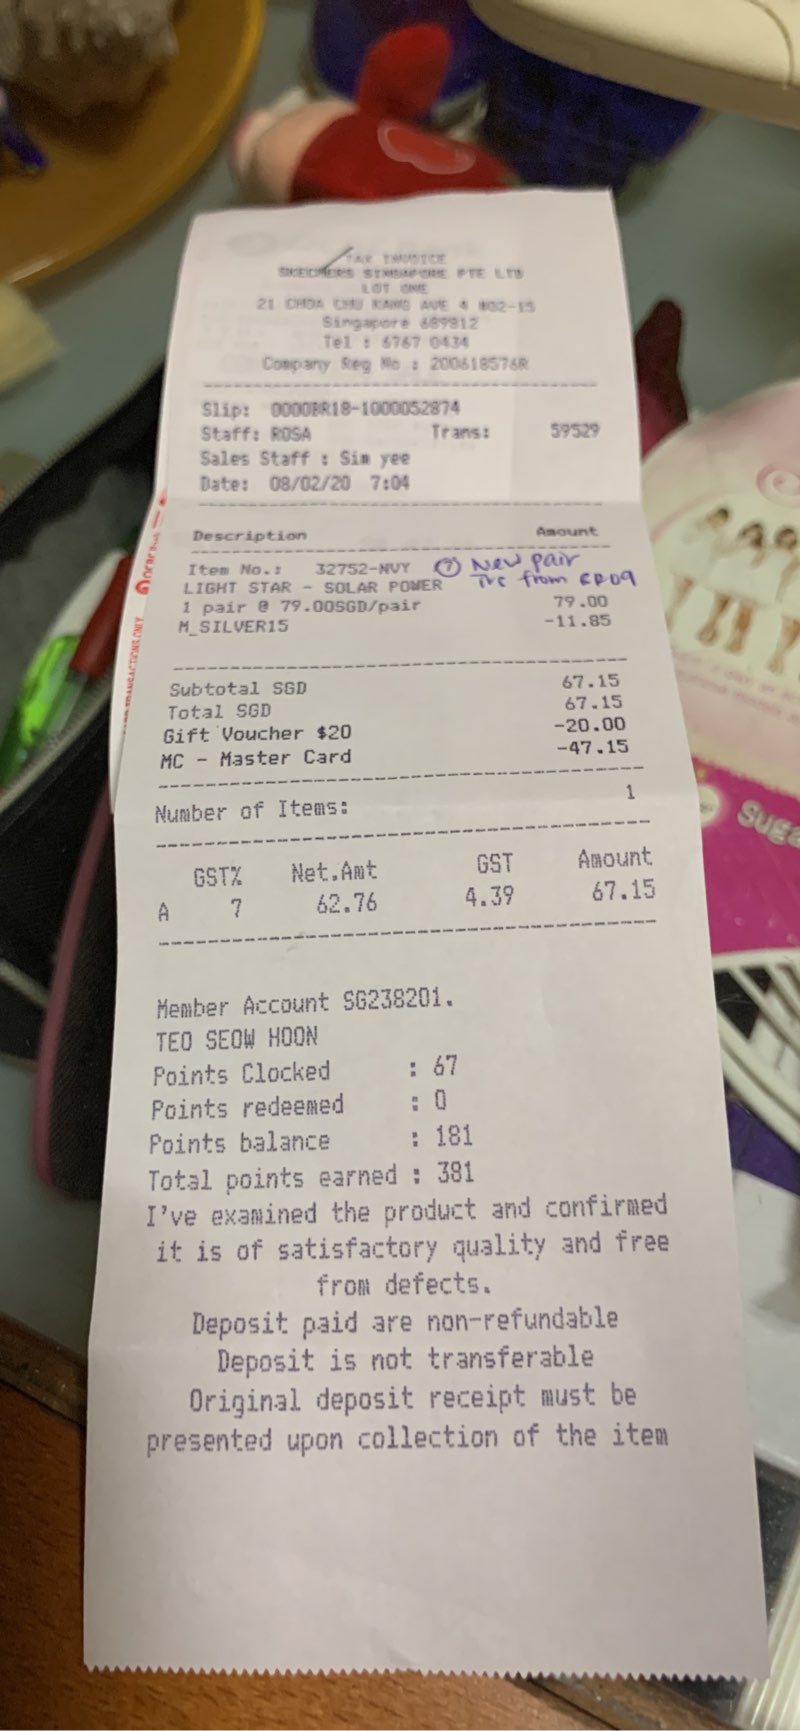 TAX INVOICE
SKECHERS SINGAPORE PTE LTD
LOT ONE
21 CHOA CHU KANG AVE 4 #02-15
Singapore 689812
Tel : 6767 0434
Company Reg No : 200618576R
Slip: 0000BR18-1000052874
Staff: ROSA Trans: 59529
Sales Staff : Sim yee
Date: 08/02/20 7:04
Description Amount
Item No.: 32752-NVY (7) New pair
LIGHT STAR - SOLAR POWER from
1 pair @ 79.00SGD/pair 79.00
M_SILVER15 -11.85
Subtotal SGD 67.15
Total SGD 67.15
Gift Voucher $20 -20.00
MC - Master Card -47.15
Number of Items: 1
GST% Net.Amt GST Amount
A 7 62.76 4.39 67.15
Member Account SG238201.
TEO SEOW HOON
Points Clocked : 67
Points redeemed : 0
Points balance : 181
Total points earned : 381
I've examined the product and confirmed
it is of satisfactory quality and free
from defects.
Deposit paid are non-refundable
Deposit is not transferable
Original deposit receipt must be
presented upon collection of the item
Suga